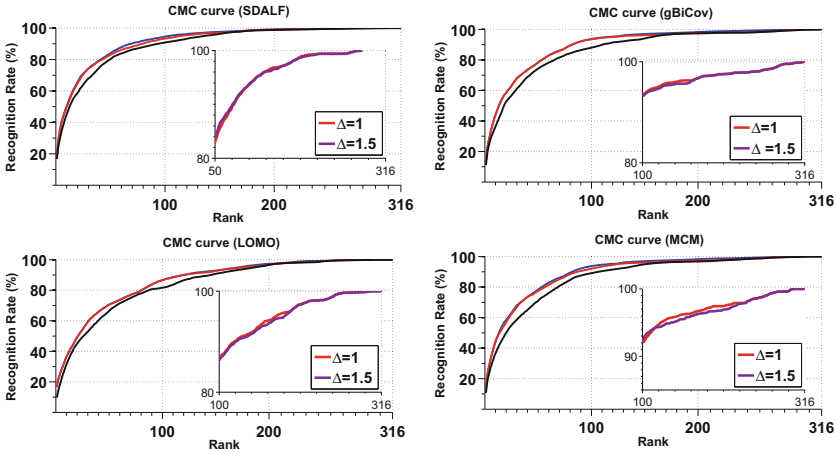 CMC curve (SDALF)
Recognition Rate (%)
100
80
60
40
20
100
200
316
Rank
100
80
50
316
Δ=1
Δ=1.5
CMC curve (gBiCov)
Recognition Rate (%)
100
80
60
40
20
100
200
316
Rank
100
80
100
316
Δ=1
Δ=1.5
CMC curve (LOMO)
Recognition Rate (%)
100
80
60
40
20
100
200
316
Rank
100
80
100
316
Δ=1
Δ=1.5
CMC curve (MCM)
Recognition Rate (%)
100
80
60
40
20
100
200
316
Rank
100
90
100
316
Δ=1
Δ=1.5